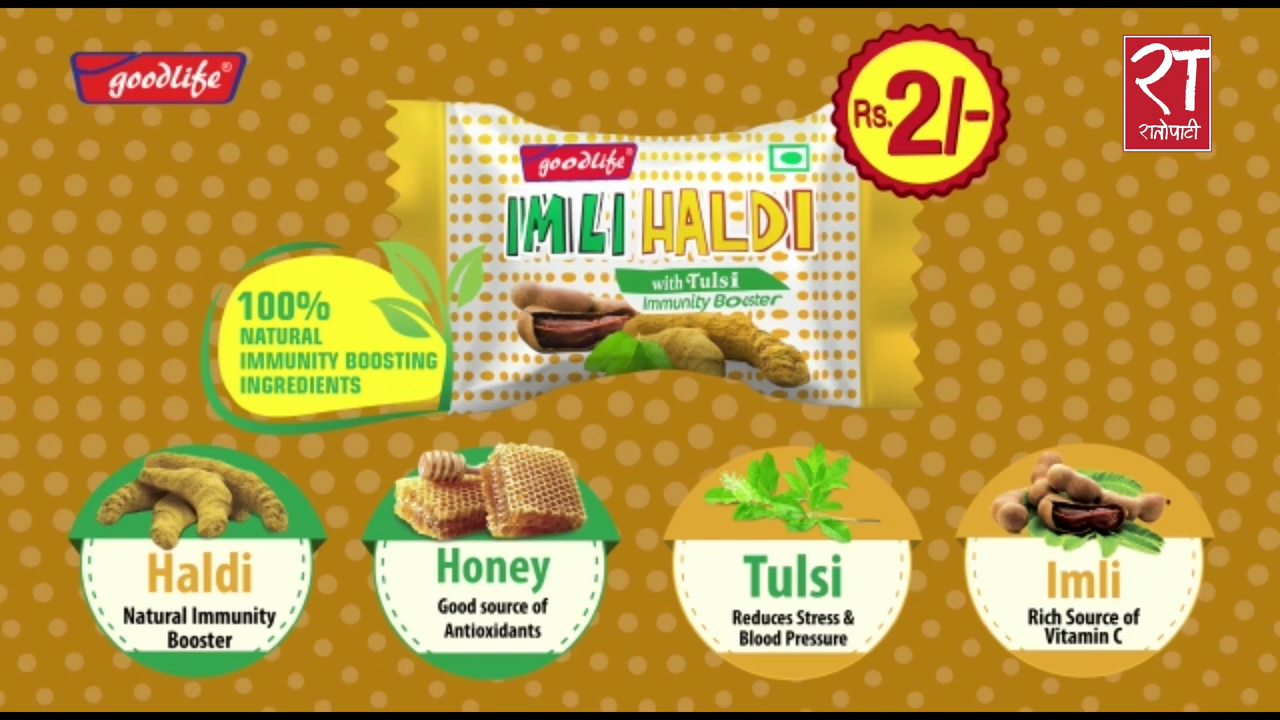 goodlife®
Rs. 2/-
रा
रातोपाटी
goodlife®
IMLI HALDI
with Tulsi
Immunity Booster
100%
NATURAL
IMMUNITY BOOSTING
INGREDIENTS
Haldi
Natural Immunity
Booster
Honey
Good source of
Antioxidants
Tulsi
Reduces Stress &
Blood Pressure
Imli
Rich Source of
Vitamin C